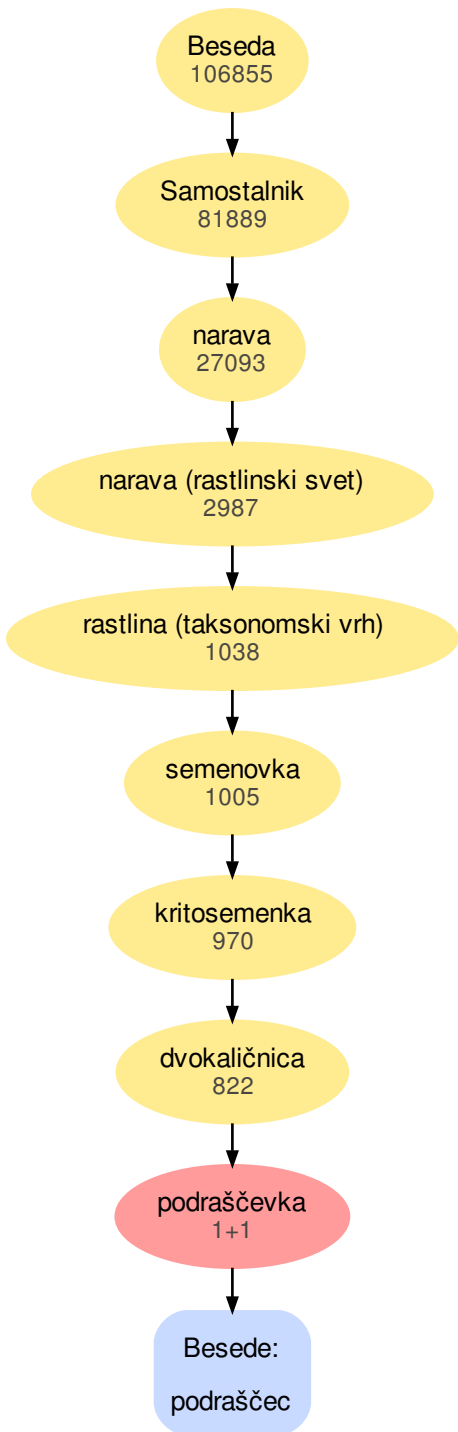 Beseda
106855
Samostalnik
81889
narava
27093
narava (rastlinski svet)
2987
rastlina (taksonomski vrh)
1038
semenovka
1005
kritosemenka
970
dvokaličnica
822
podraščevka
1+1
Besede:
podraščec